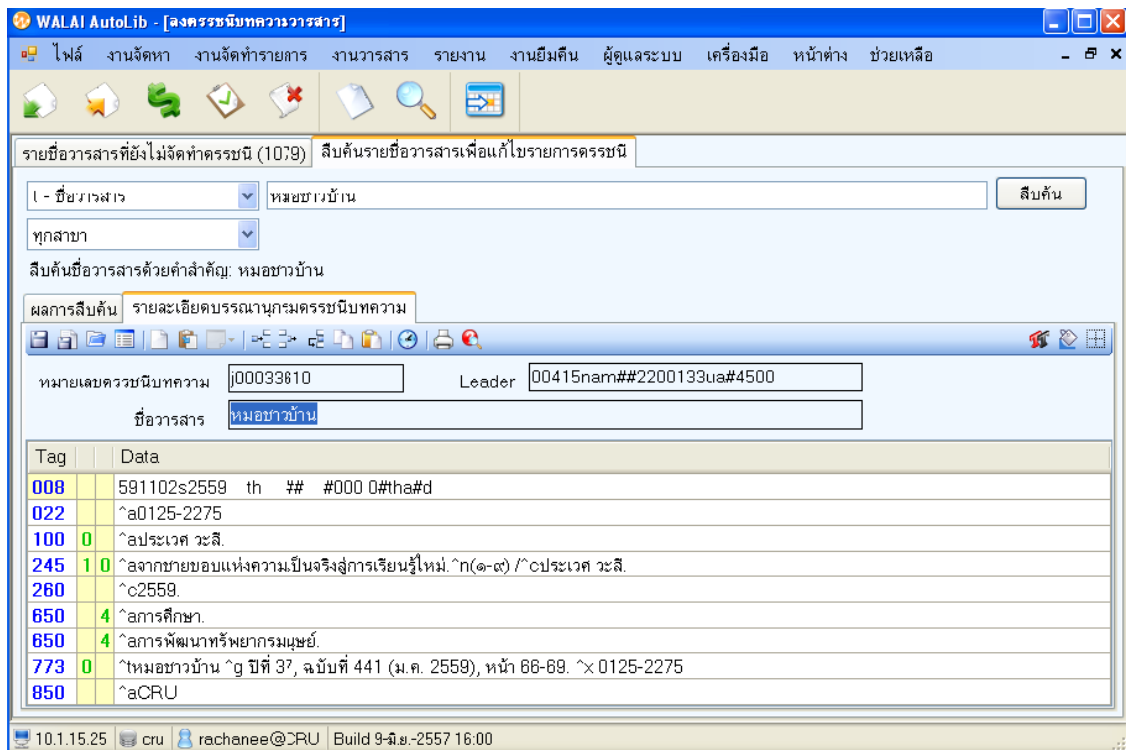 WALAI AutoLib - [ลงดรรชนีบทความวารสาร]
ไฟล์ งานจัดหา งานจัดทำรายการ งานวารสาร รายงาน งานยืมคืน ผู้ดูแลระบบ เครื่องมือ หน้าต่าง ช่วยเหลือ
รายชื่อวารสารที่ยังไม่จัดทำดรรชนี (1079) สืบค้นรายชื่อวารสารเพื่อแก้ไขรายการดรรชนี
t - ชื่อวารสาร หมอชาวบ้าน สืบค้น
ทุกสาขา
สืบค้นชื่อวารสารด้วยคำสำคัญ: หมอชาวบ้าน
ผลการสืบค้น รายละเอียดบรรณานุกรมดรรชนีบทความ
หมายเลขดรรชนีบทความ j00033610 Leader 00415nam##2200133ua#4500
ชื่อวารสาร หมอชาวบ้าน
Tag Data
008 591102s2559 th ## #000 0#tha#d
022 ^a0125-2275
100 0 ^aประเวศ วะสี.
245 1 0 ^aจากชายขอบแห่งความเป็นจริงสู่การเรียนรู้ใหม่.^n(๑-๙) /^cประเวศ วะสี.
260 ^c2559.
650 4 ^aการศึกษา.
650 4 ^aการพัฒนาทรัพยากรมนุษย์.
773 0 ^tหมอชาวบ้าน ^g ปีที่ 37, ฉบับที่ 441 (ม.ค. 2559), หน้า 66-69. ^x 0125-2275
850 ^aCRU
10.1.15.25 cru rachanee@CRU Build 9-มิ.ย.-2557 16:00